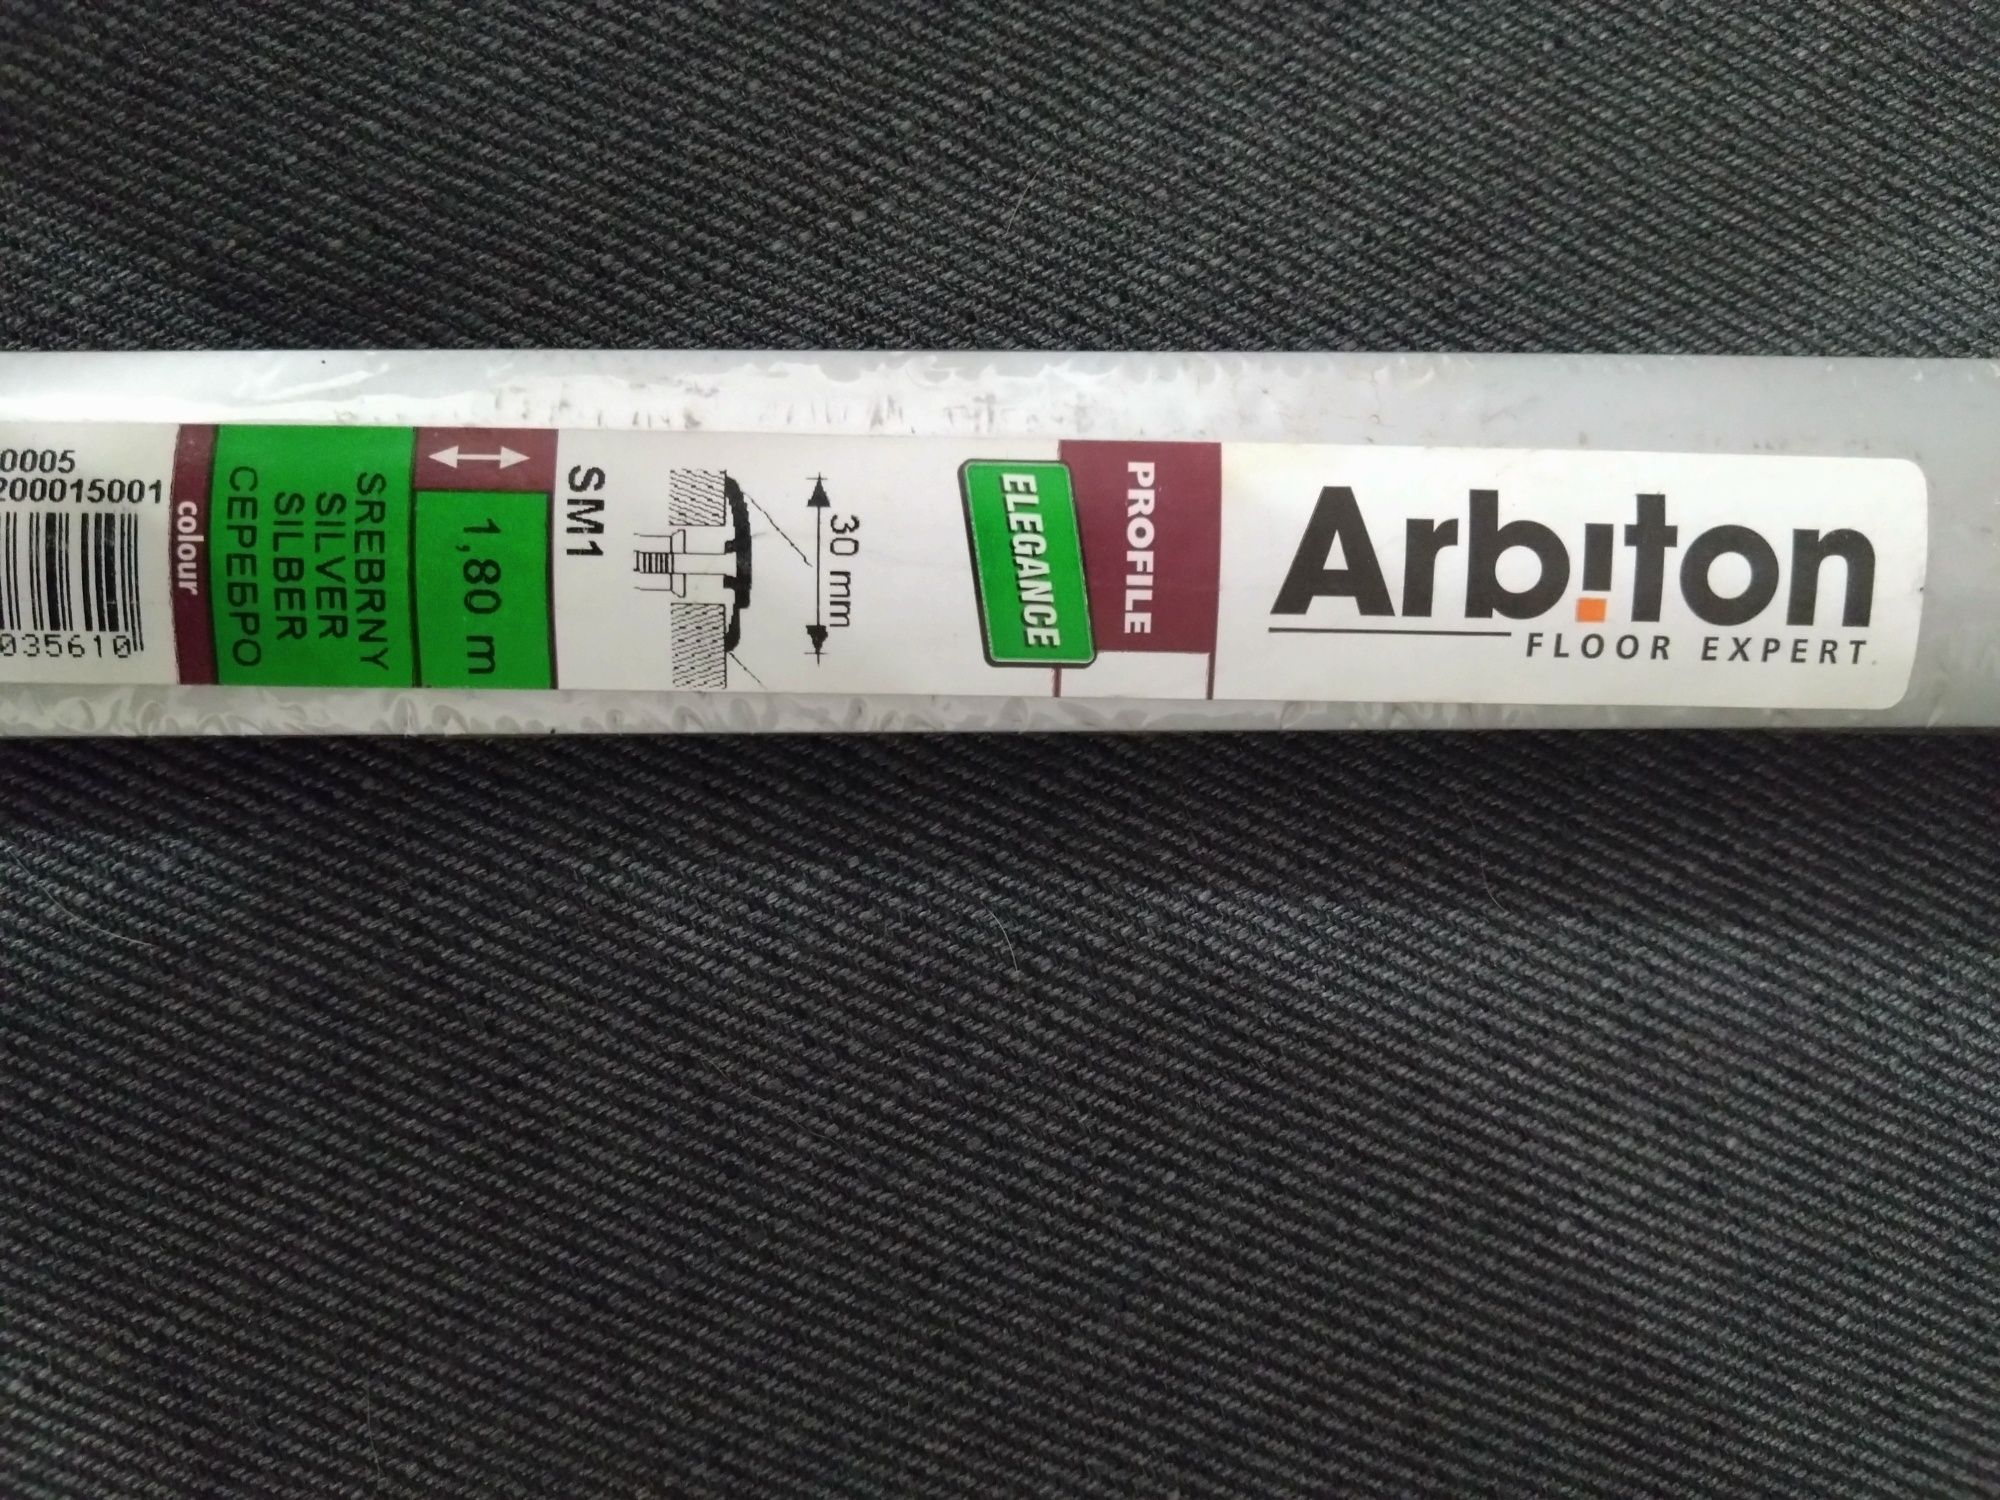 Arbiton
FLOOR EXPERT
PROFILE
ELEGANCE
30 mm
SM1
1,80 m
SREBRNY
SILVER
SILBER
СЕРЕБРО
colour
0005
200015001
035610